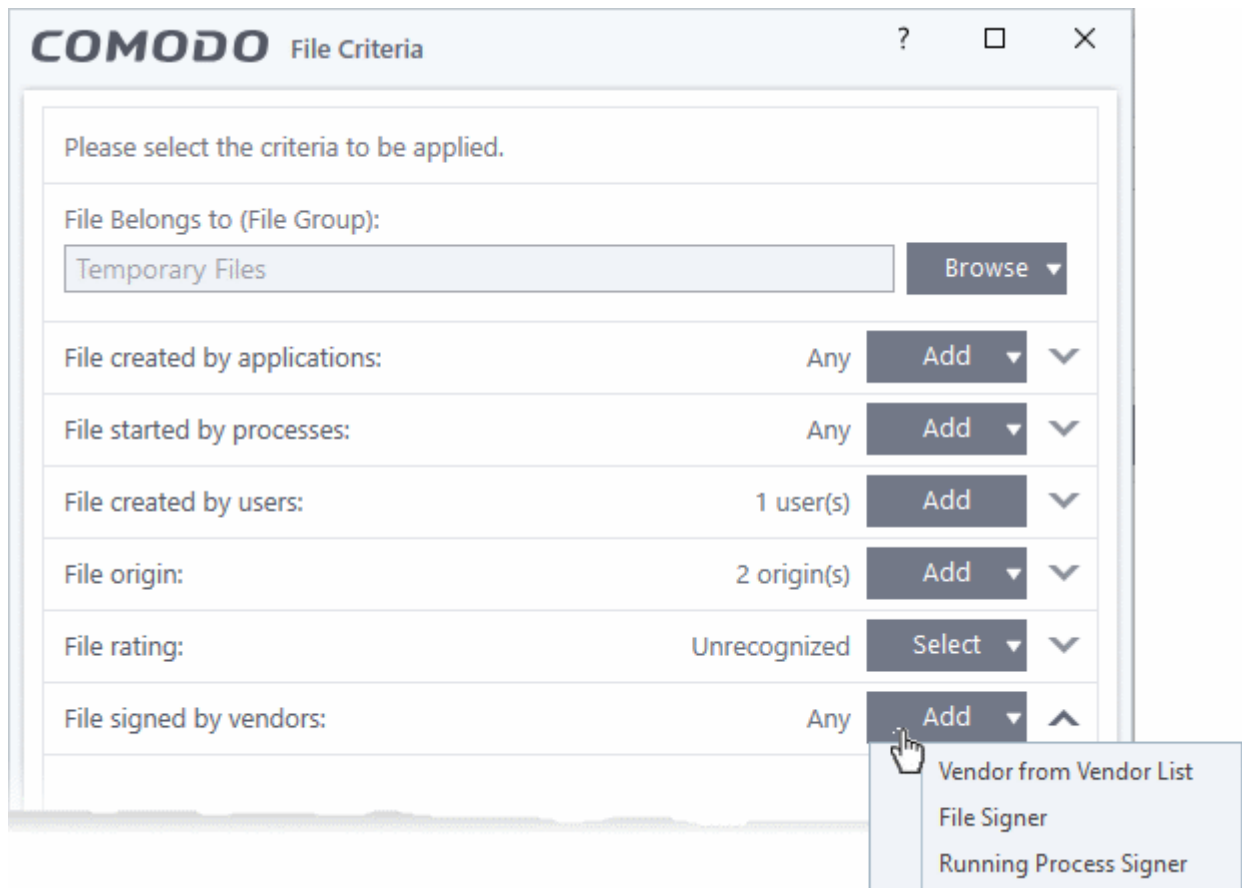 COMODO File Criteria ?
Please select the criteria to be applied.
File Belongs to (File Group):
Temporary Files Browse
File created by applications: Any Add
File started by processes: Any Add
File created by users: 1 user(s) Add
File origin: 2 origin(s) Add
File rating: Unrecognized Select
File signed by vendors: Any Add
Vendor from Vendor List
File Signer
Running Process Signer